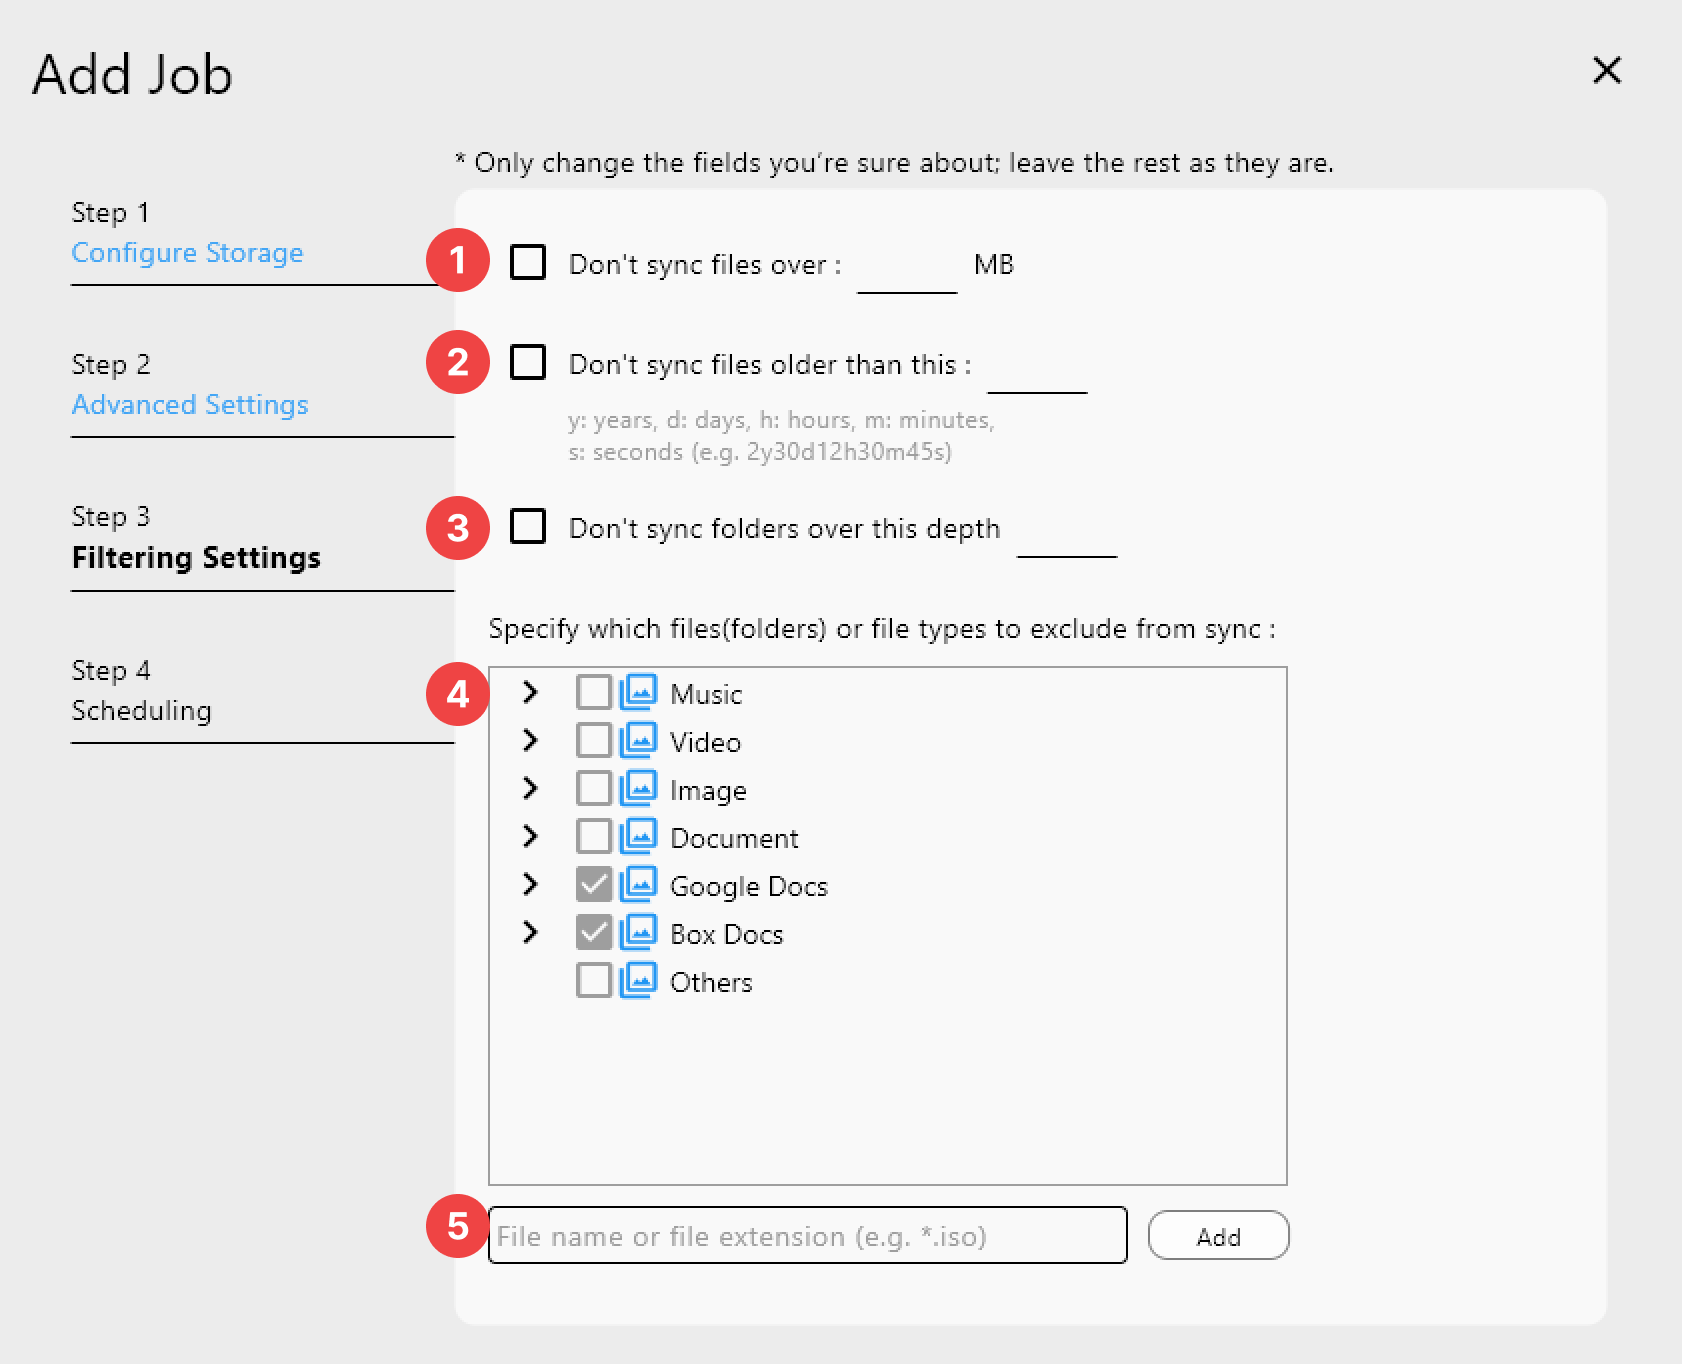 Add Job
* Only change the fields you’re sure about; leave the rest as they are.
Step 1
Configure Storage
Step 2
Advanced Settings
Step 3
Filtering Settings
Step 4
Scheduling
1 Don't sync files over : MB
2 Don't sync files older than this :
y: years, d: days, h: hours, m: minutes,
s: seconds (e.g. 2y30d12h30m45s)
3 Don't sync folders over this depth
Specify which files(folders) or file types to exclude from sync :
4 Music
Video
Image
Document
Google Docs
Box Docs
Others
5 File name or file extension (e.g. *.iso) Add